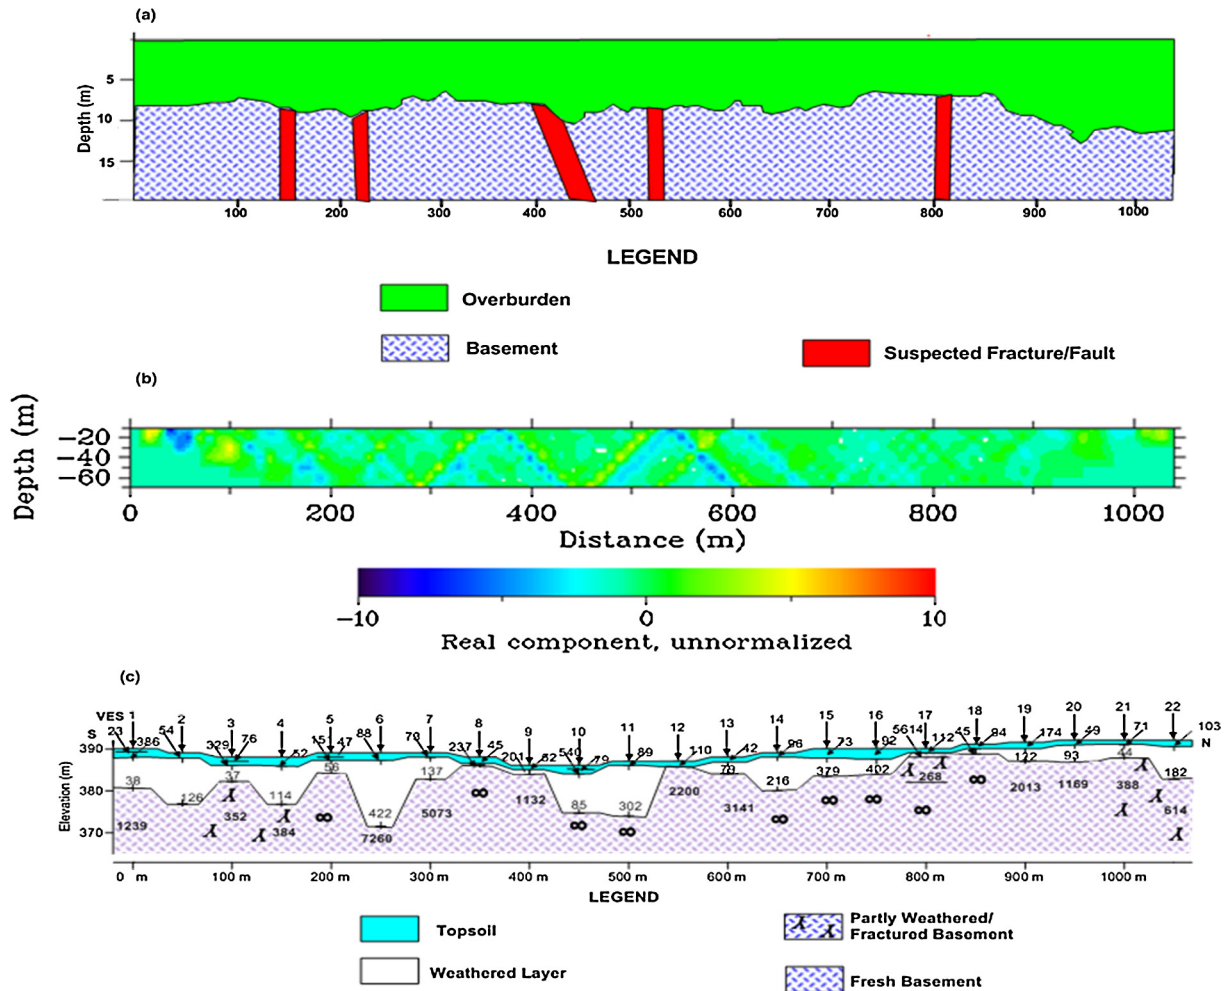 (a)
Depth (m)
5
10
15
100 200 300 400 500 600 700 800 900 1000
LEGEND
Overburden
Basement
Suspected Fracture/Fault
(b)
Depth (m)
−20
−40
−60
0 200 400 600 800 1000
Distance (m)
−10 0 10
Real component, unnormalized
(c)
VES 1 2 3 4 5 6 7 8 9 10 11 12 13 14 15 16 17 18 19 20 21 22
S
N
23 386 54 329 76 52 151 47 88 79 237 45 201 82 540 79 89 110 42 96 73 92 56 14 112 45 84 174 49 71 103
Elevation (m)
390
380
370
38 126 37 114 56 422 137 85 302 79 216 379 402 268 122 93 44 182
1239 352 384 ∞ 7260 5073 ∞ 1132 ∞ ∞ 2200 3141 ∞ ∞ ∞ ∞ ∞ 2013 1169 388 614
0 m 100 m 200 m 300 m 400 m 500 m 600 m 700 m 800 m 900 m 1000 m
LEGEND
Topsoil
Weathered Layer
Partly Weathered/
Fractured Basement
Fresh Basement